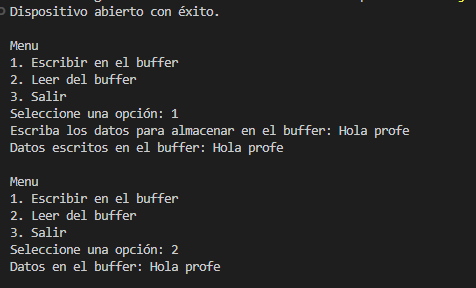 Dispositivo abierto con éxito.
Menu
1. Escribir en el buffer
2. Leer del buffer
3. Salir
Seleccione una opción: 1
Escriba los datos para almacenar en el buffer: Hola profe
Datos escritos en el buffer: Hola profe
Menu
1. Escribir en el buffer
2. Leer del buffer
3. Salir
Seleccione una opción: 2
Datos en el buffer: Hola profe